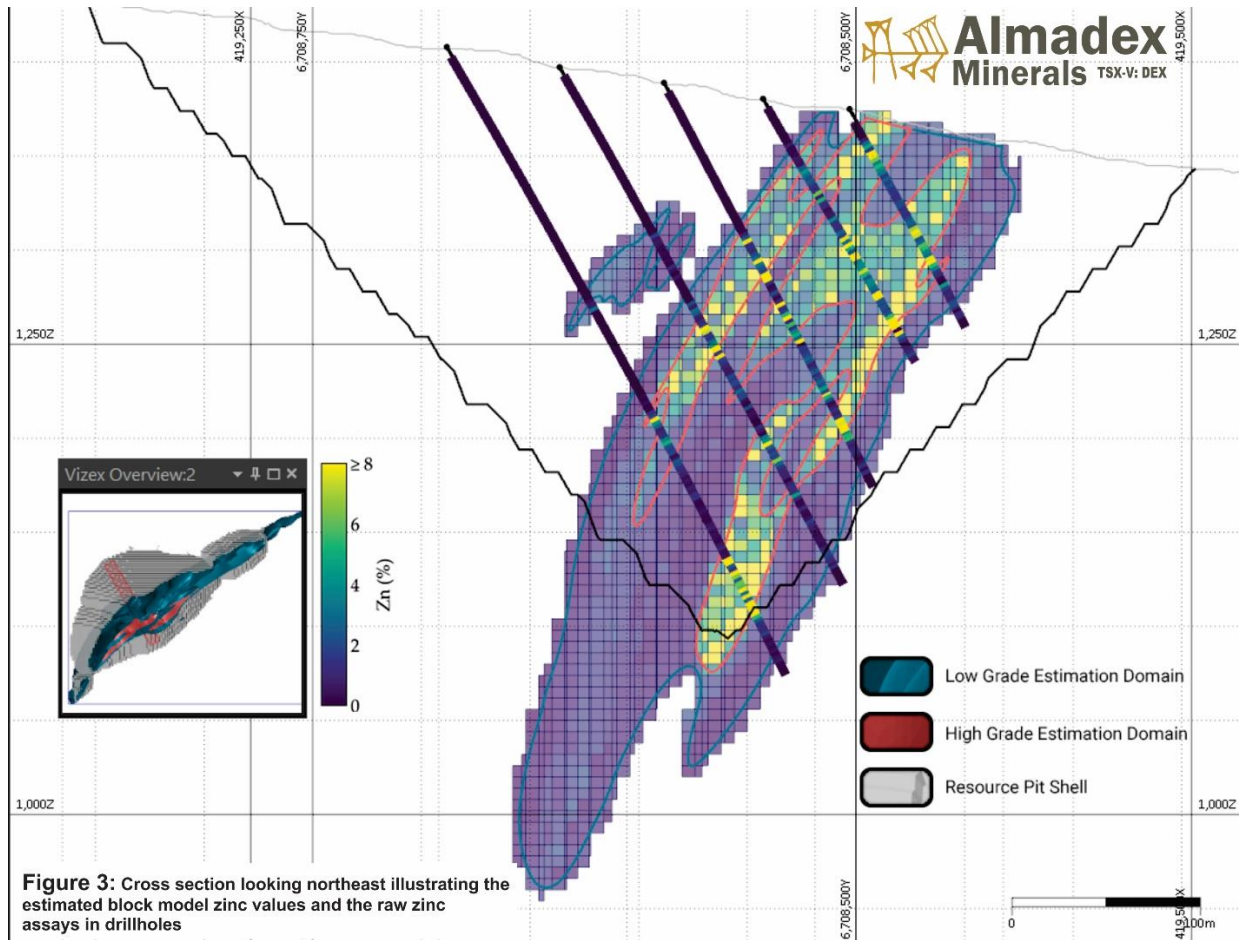 419,250X
6,708,750Y
6,708,500Y
419,500X
Almadex
Minerals TSX-V: DEX
1,250Z
1,250Z
Vizex Overview:2
≥ 8
6
4
2
0
Zn (%)
Low Grade Estimation Domain
High Grade Estimation Domain
Resource Pit Shell
1,000Z
1,000Z
Figure 3: Cross section looking northeast illustrating the
estimated block model zinc values and the raw zinc
assays in drillholes
6,708,500Y
419,500X
0
100m